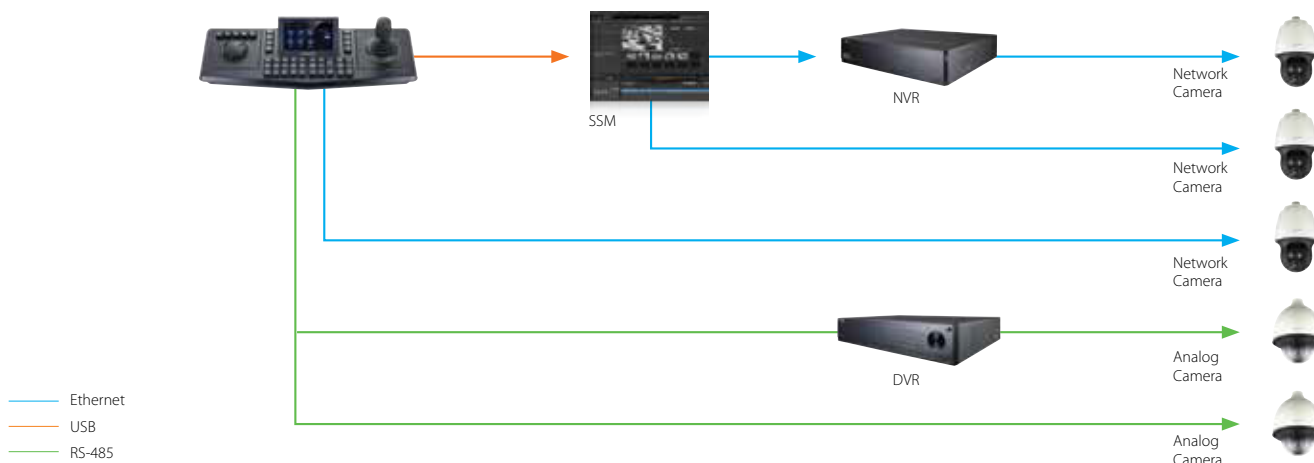 Network
Camera
NVR
SSM
Network
Camera
Network
Camera
Analog
Camera
DVR
Ethernet
USB
RS-485
Analog
Camera